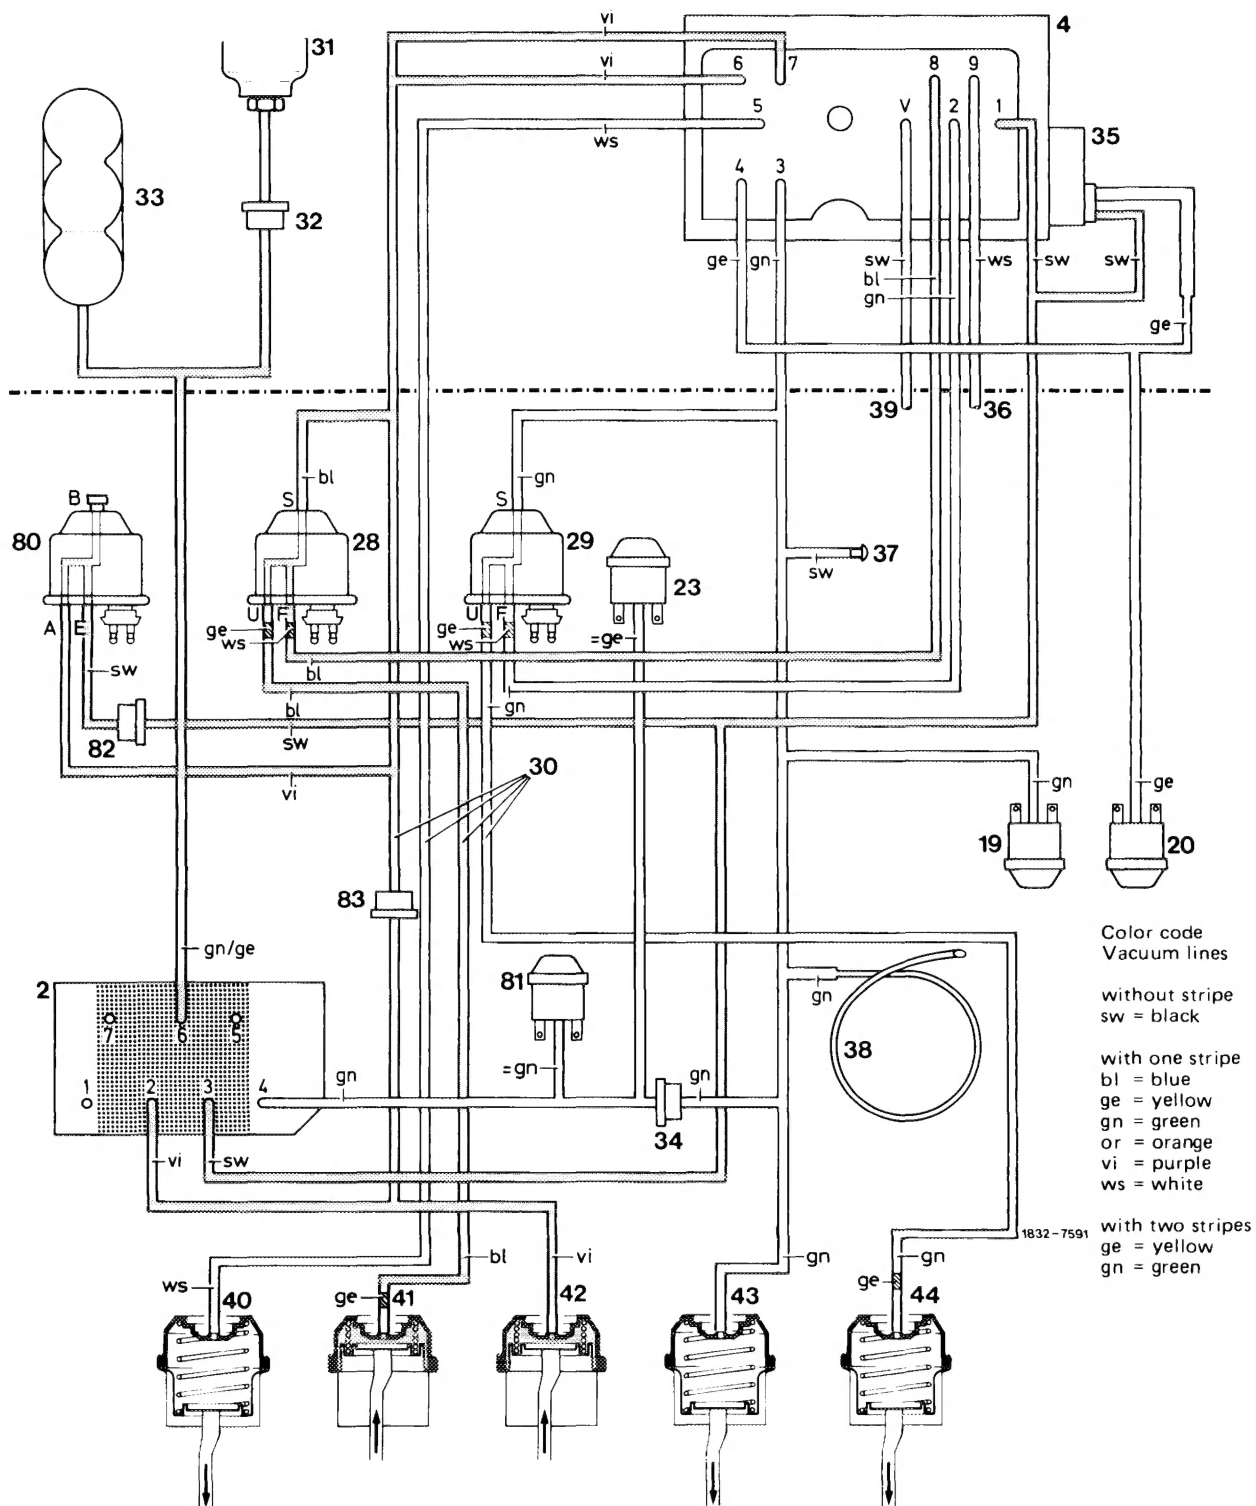 vi
4
31
vi
6
7
8
9
33
5
V
2
1
35
ws
4
3
32
ge
gn
sw
bl
gn
ws
sw
sw
ge
39
36
bl
gn
B
S
S
80
28
29
37
sw
23
A
E
U
F
U
F
ge
ws
ge
ws
=ge
sw
bl
bl
gn
82
sw
30
vi
gn
ge
19
20
83
gn/ge
Color code
Vacuum lines
without stripe
sw = black
with one stripe
bl = blue
ge = yellow
gn = green
or = orange
vi = purple
ws = white
with two stripes
ge = yellow
gn = green
2
81
gn
7
6
5
38
=gn
1
2
3
4
gn
gn
34
vi
sw
1832-7591
bl
vi
gn
gn
ws
40
ge
41
42
43
ge
44